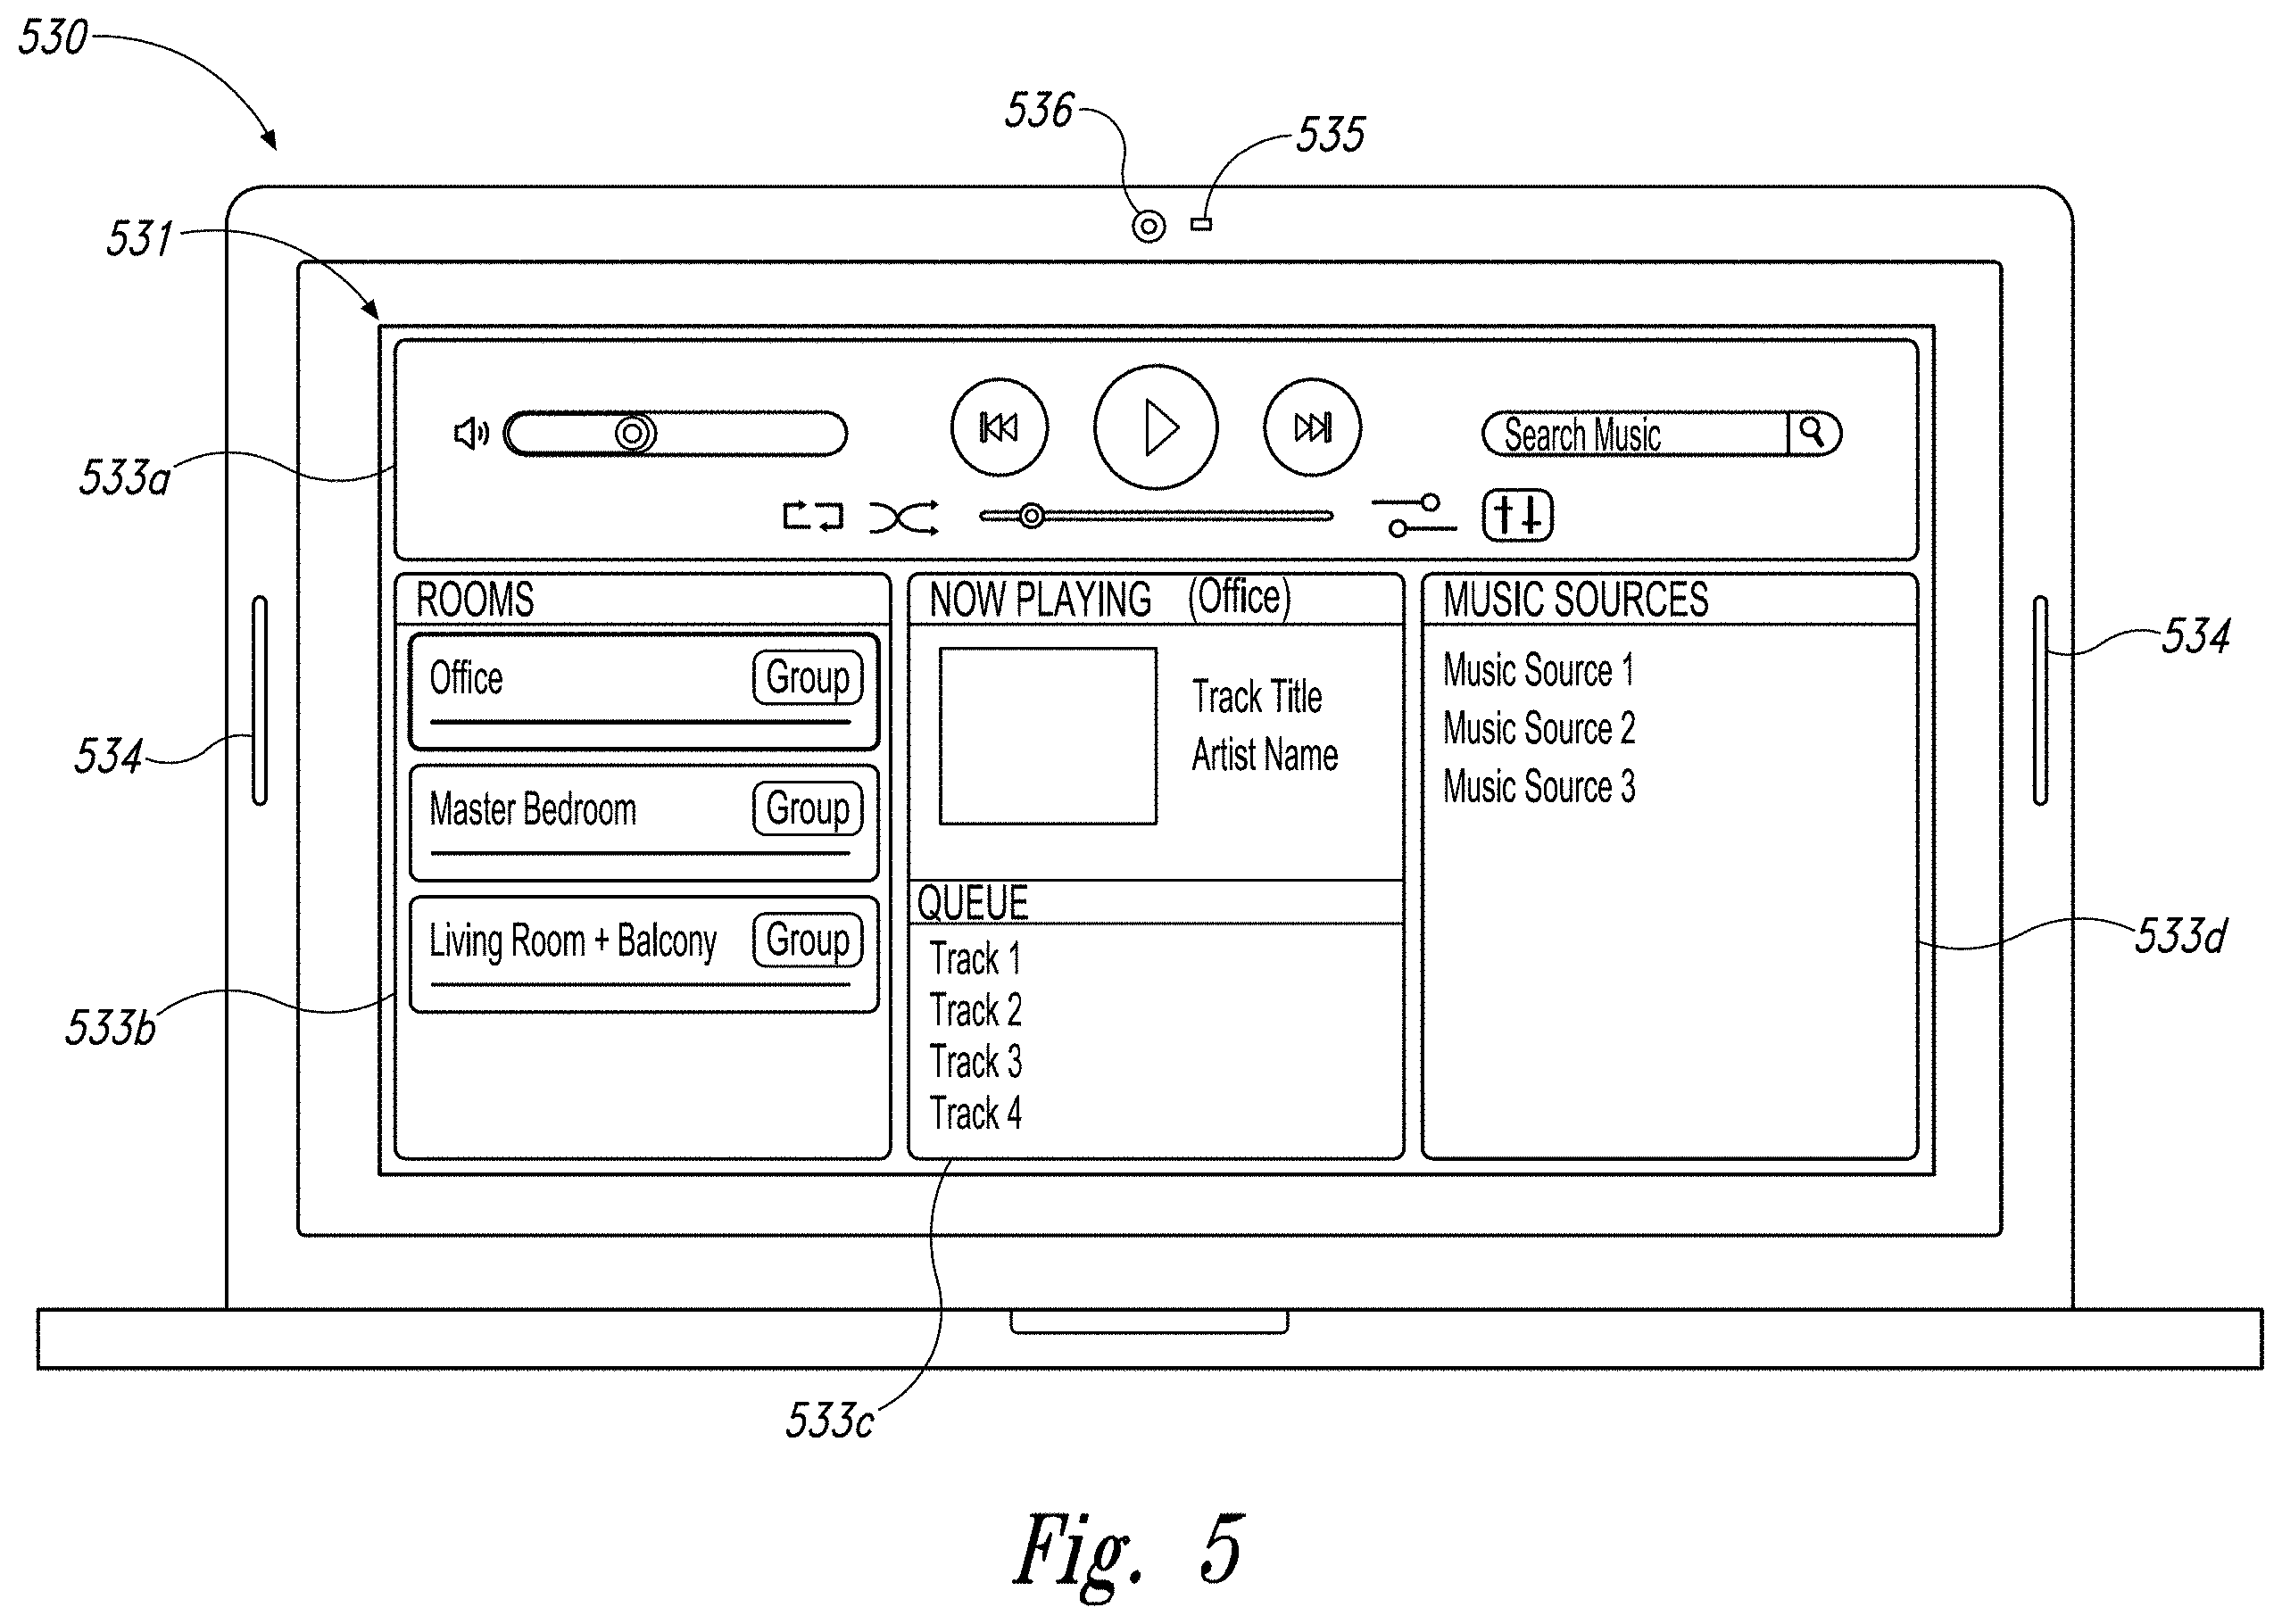 530
536
535
531
Search Music
533a
ROOMS
NOW PLAYING (Office)
MUSIC SOURCES
Office
Group
Track Title
Artist Name
Music Source 1
Music Source 2
Music Source 3
534
534
Master Bedroom
Group
QUEUE
Living Room + Balcony
Group
Track 1
Track 2
Track 3
Track 4
533d
533b
533c
Fig. 5